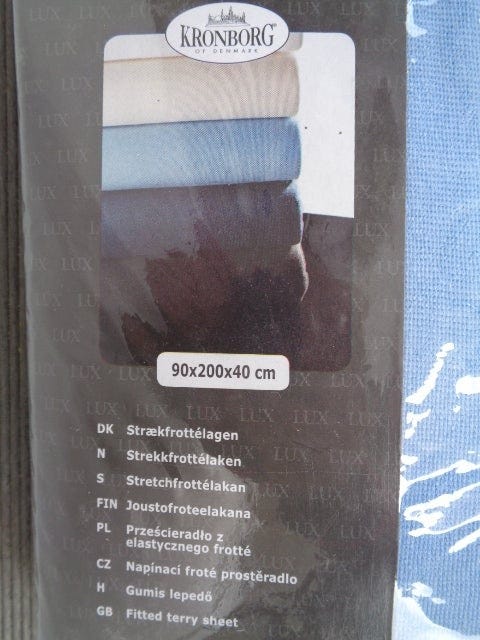 KRONBORG
OF DENMARK
90x200x40 cm
DK Strækfrottélagen
N Strekkfrottélaken
S Stretchfrottélakan
FIN Joustofroteelakana
PL Prześcieradło z
elastycznego frotté
CZ Napínací froté prostěradlo
H Gumis lepedő
GB Fitted terry sheet
LUX